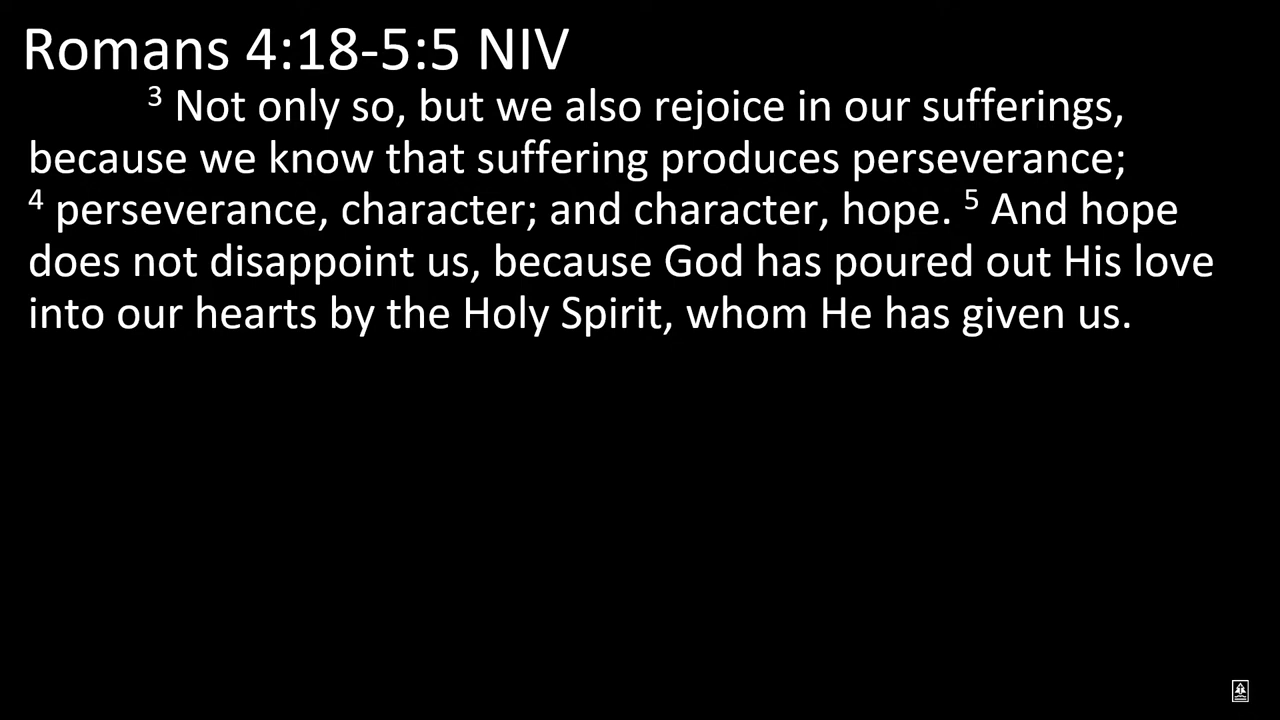 Romans 4:18-5:5 NIV
3 Not only so, but we also rejoice in our sufferings,
because we know that suffering produces perseverance;
4 perseverance, character; and character, hope. 5 And hope
does not disappoint us, because God has poured out His love
into our hearts by the Holy Spirit, whom He has given us.